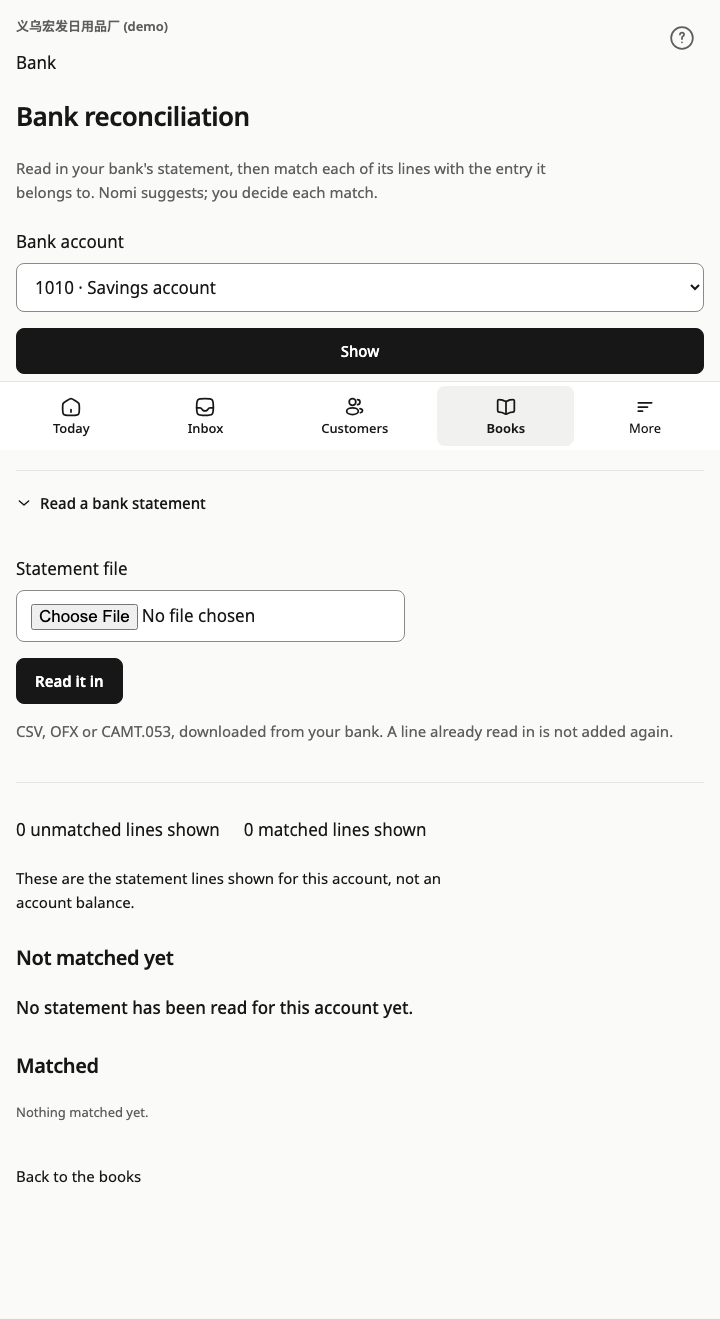 义乌宏发日用品厂 (demo)
Bank
Bank reconciliation
Read in your bank's statement, then match each of its lines with the entry it
belongs to. Nomi suggests; you decide each match.
Bank account
1010 · Savings account
Show
Today
Inbox
Customers
Books
More
Read a bank statement
Statement file
Choose File No file chosen
Read it in
CSV, OFX or CAMT.053, downloaded from your bank. A line already read in is not added again.
0 unmatched lines shown 0 matched lines shown
These are the statement lines shown for this account, not an
account balance.
Not matched yet
No statement has been read for this account yet.
Matched
Nothing matched yet.
Back to the books